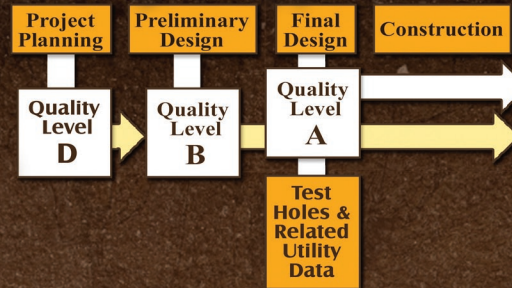 Project
Planning
Preliminary
Design
Final
Design
Construction
Quality
Level
D
Quality
Level
B
Quality
Level
A
Test
Holes &
Related
Utility
Data